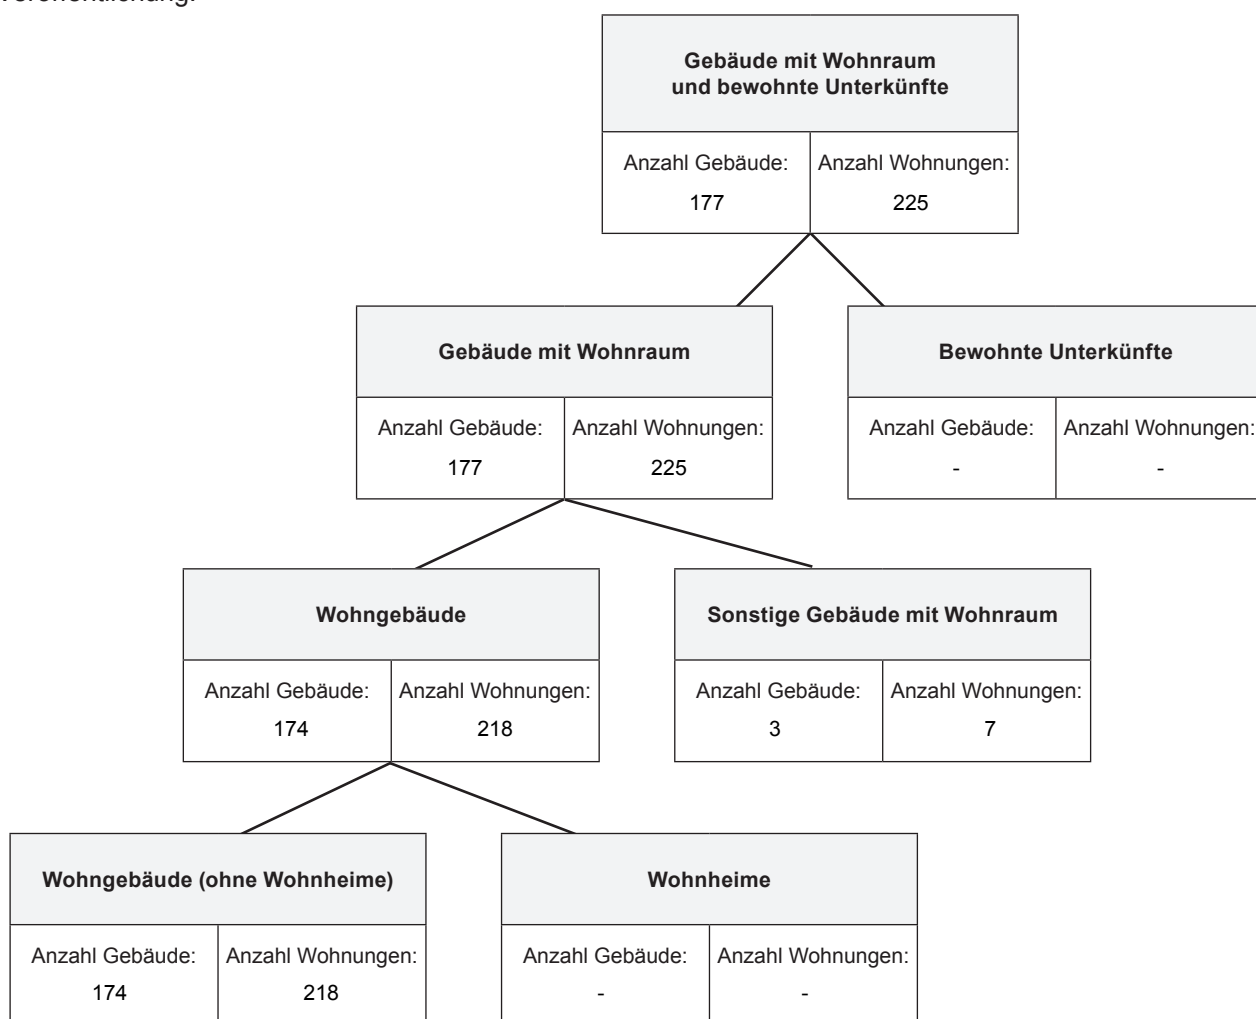 Veröffentlichung.
Gebäude mit Wohnraum
und bewohnte Unterkünfte
Anzahl Gebäude: Anzahl Wohnungen:
177 225
Gebäude mit Wohnraum Bewohnte Unterkünfte
Anzahl Gebäude: Anzahl Wohnungen: Anzahl Gebäude: Anzahl Wohnungen:
177 225 - -
Wohngebäude Sonstige Gebäude mit Wohnraum
Anzahl Gebäude: Anzahl Wohnungen: Anzahl Gebäude: Anzahl Wohnungen:
174 218 3 7
Wohngebäude (ohne Wohnheime) Wohnheime
Anzahl Gebäude: Anzahl Wohnungen: Anzahl Gebäude: Anzahl Wohnungen:
174 218 - -